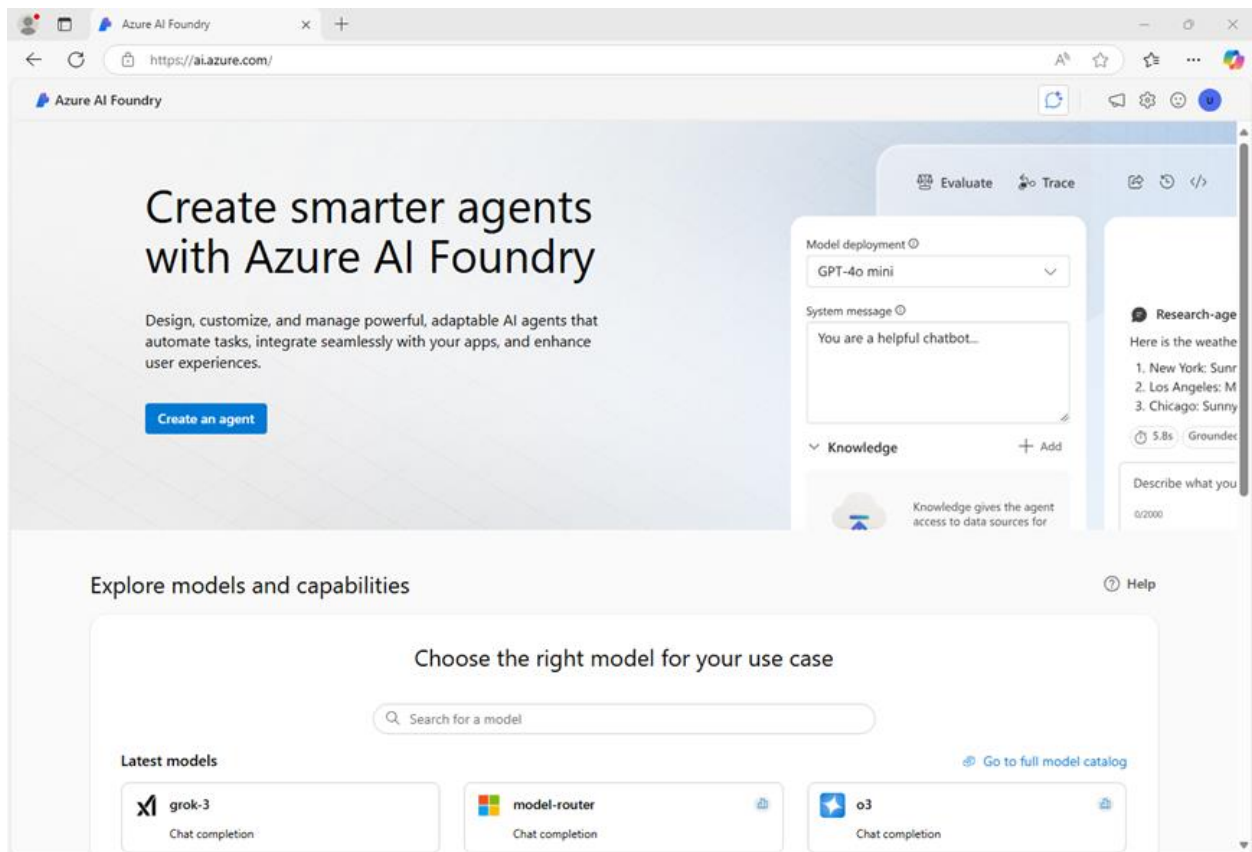 Azure AI Foundry
https://ai.azure.com/
Azure AI Foundry
U
Create smarter agents
with Azure AI Foundry
Design, customize, and manage powerful, adaptable AI agents that
automate tasks, integrate seamlessly with your apps, and enhance
user experiences.
Create an agent
Evaluate
Trace
Model deployment
GPT-4o mini
System message
You are a helpful chatbot...
Knowledge
Add
Knowledge gives the agent
access to data sources for
Research-age
Here is the weathe
1. New York: Sunr
2. Los Angeles: M
3. Chicago: Sunny
5.8s
Grounded
Describe what you
0/2000
Explore models and capabilities
Help
Choose the right model for your use case
Search for a model
Latest models
Go to full model catalog
grok-3
Chat completion
model-router
Chat completion
o3
Chat completion